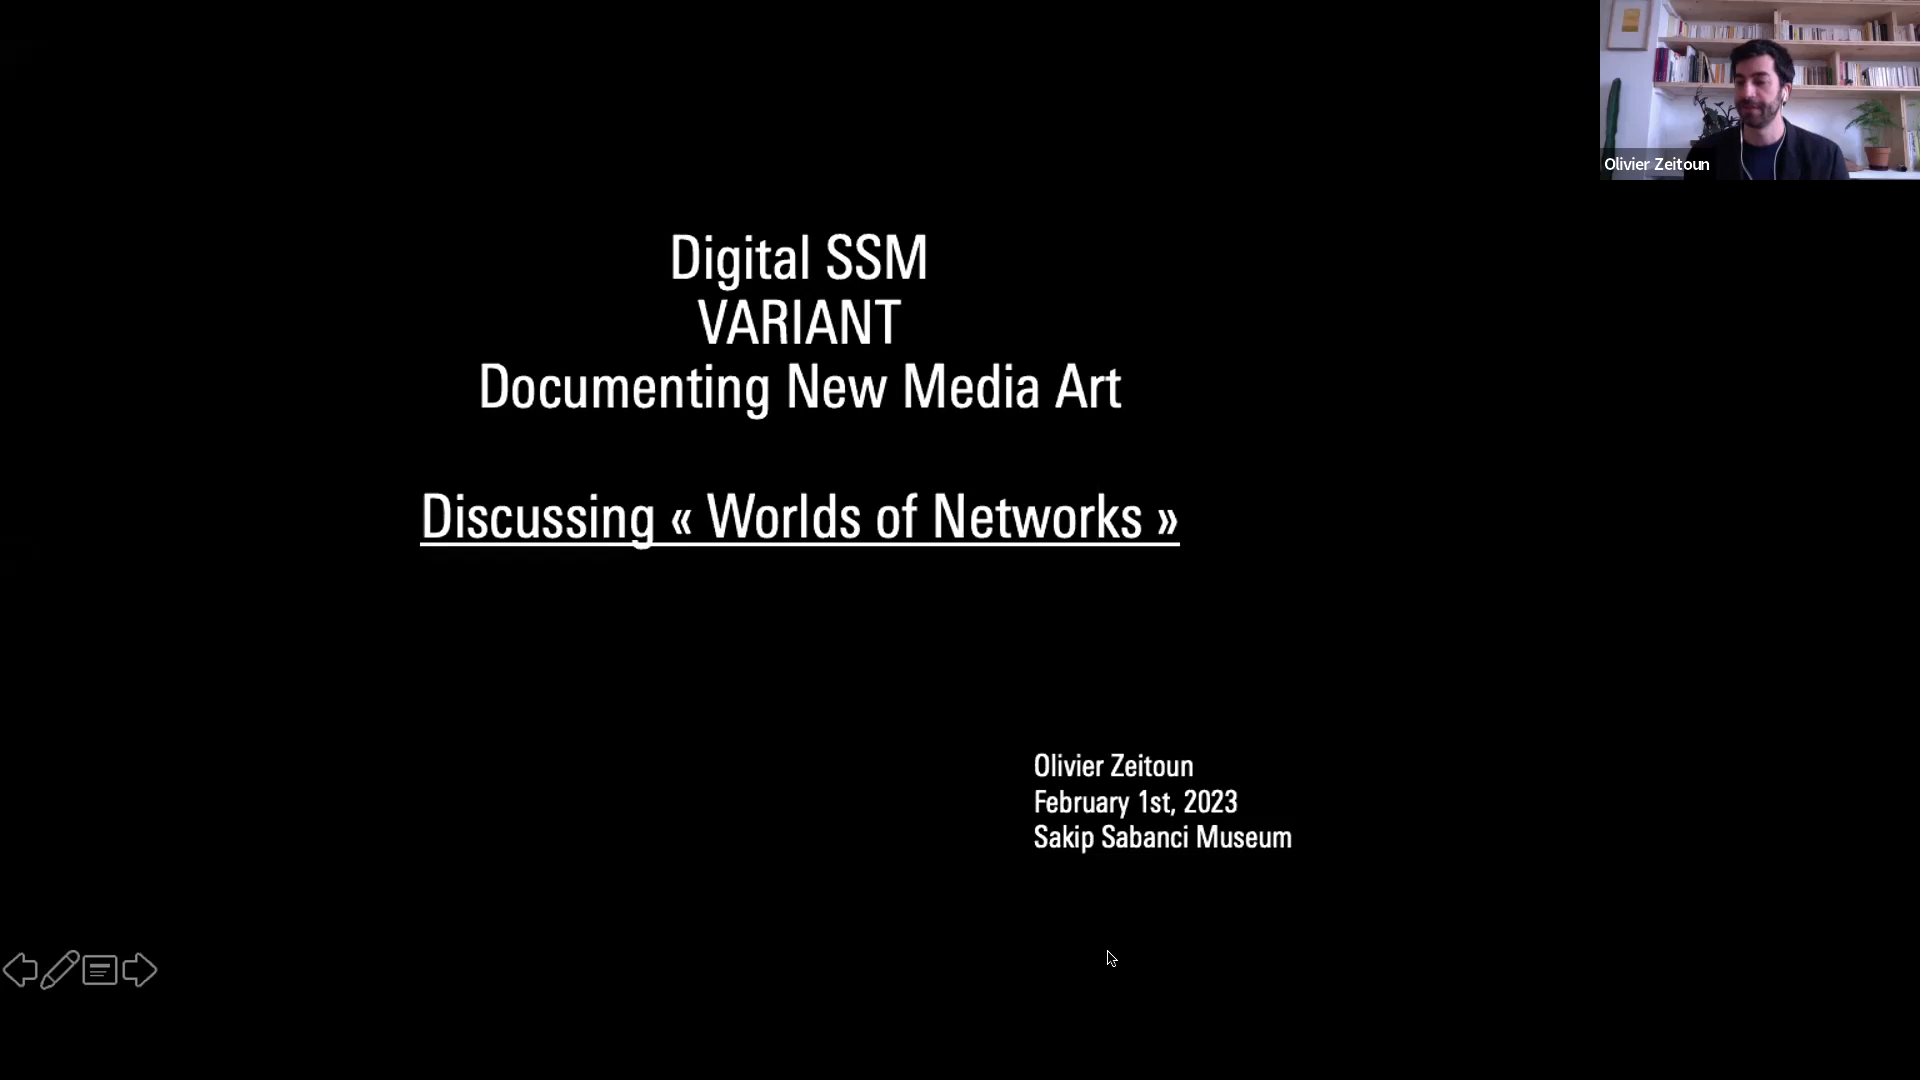 Olivier Zeitoun
Digital SSM
VARIANT
Documenting New Media Art
Discussing « Worlds of Networks »
Olivier Zeitoun
February 1st, 2023
Sakip Sabanci Museum